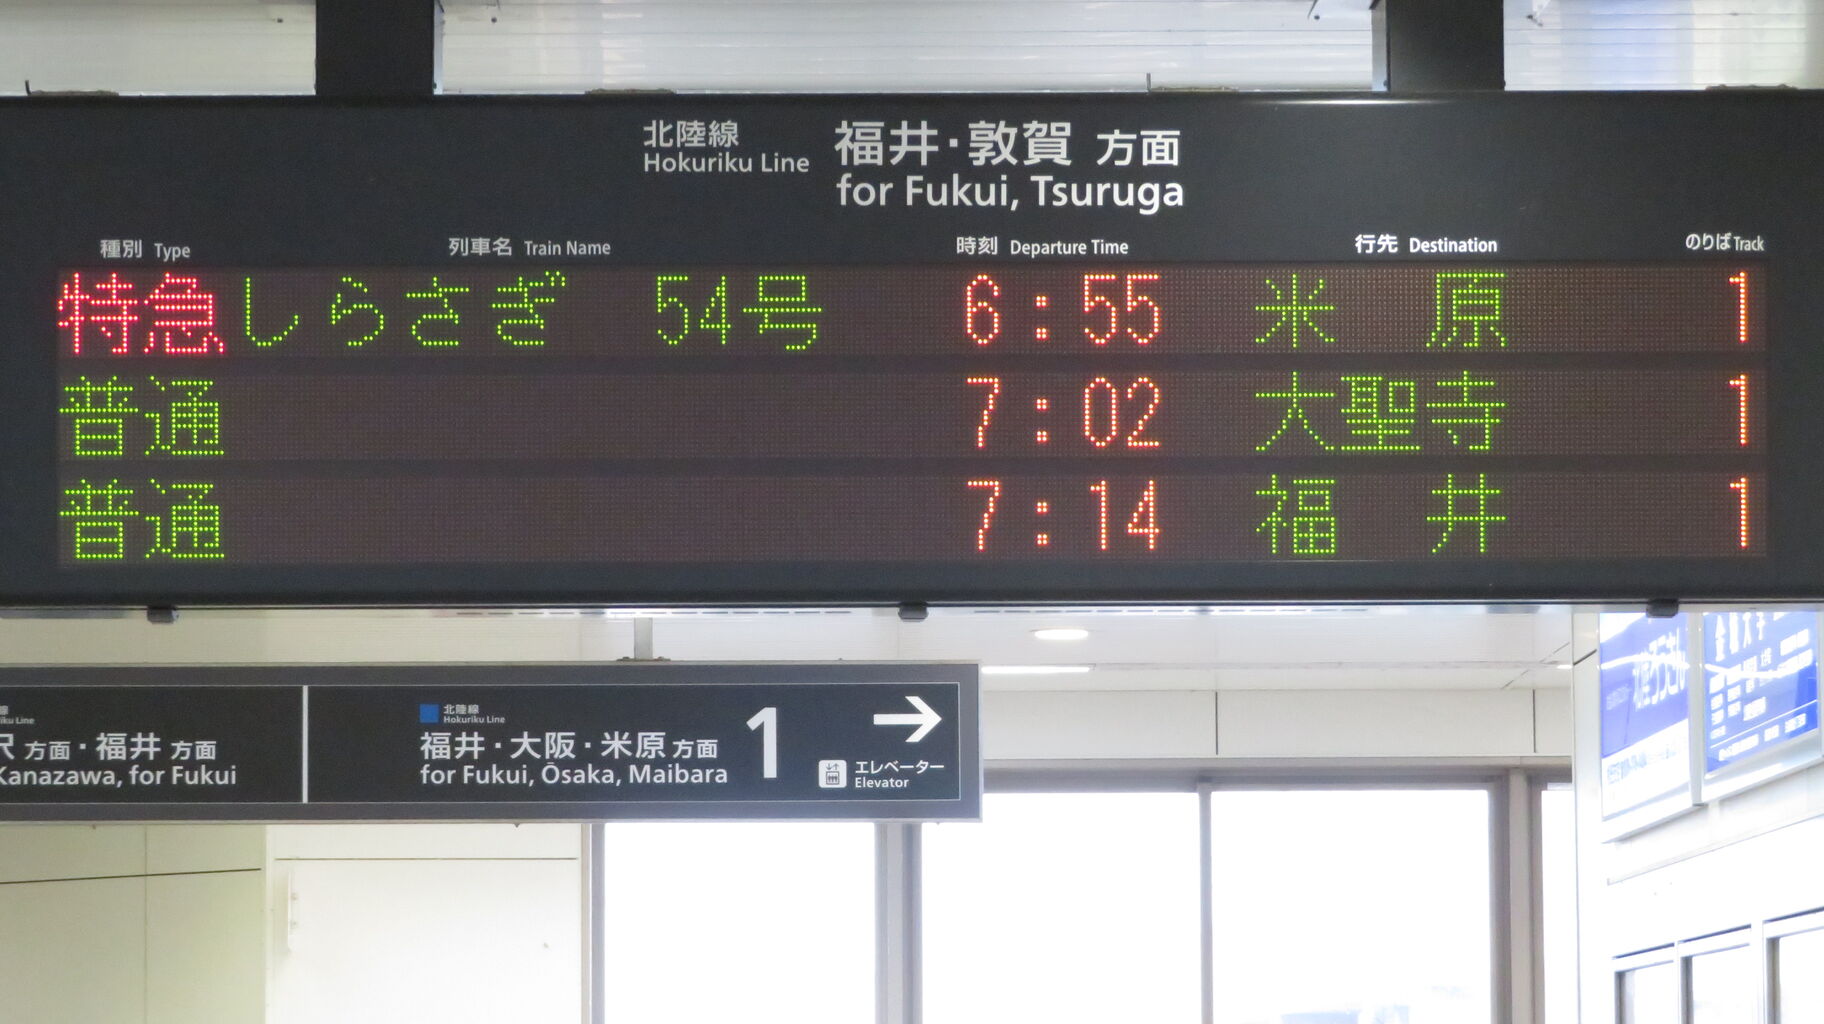 北陸線
Hokuriku Line
福井・敦賀 方面
for Fukui, Tsuruga
種別 Type 列車名 Train Name 時刻 Departure Time 行先 Destination のりば Track
特急 しらさぎ 54号 6:55 米原 1
普通 7:02 大聖寺 1
普通 7:14 福井 1
方面・福井 方面
Kanazawa, for Fukui
北陸線
Hokuriku Line
福井・大阪・米原 方面
for Fukui, Ōsaka, Maibara
1
エレベーター
Elevator